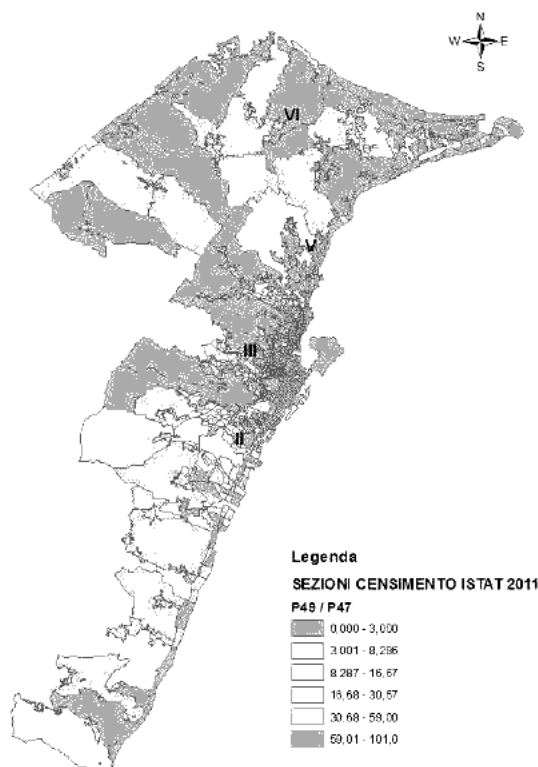 N
W E
S
VI
V
III
II
Legenda
SEZIONI CENSIMENTO ISTAT 2011
P49 / P47
0,000 - 3,000
3,001 - 8,286
8,287 - 16,67
16,68 - 30,67
30,68 - 59,00
59,01 - 101,0